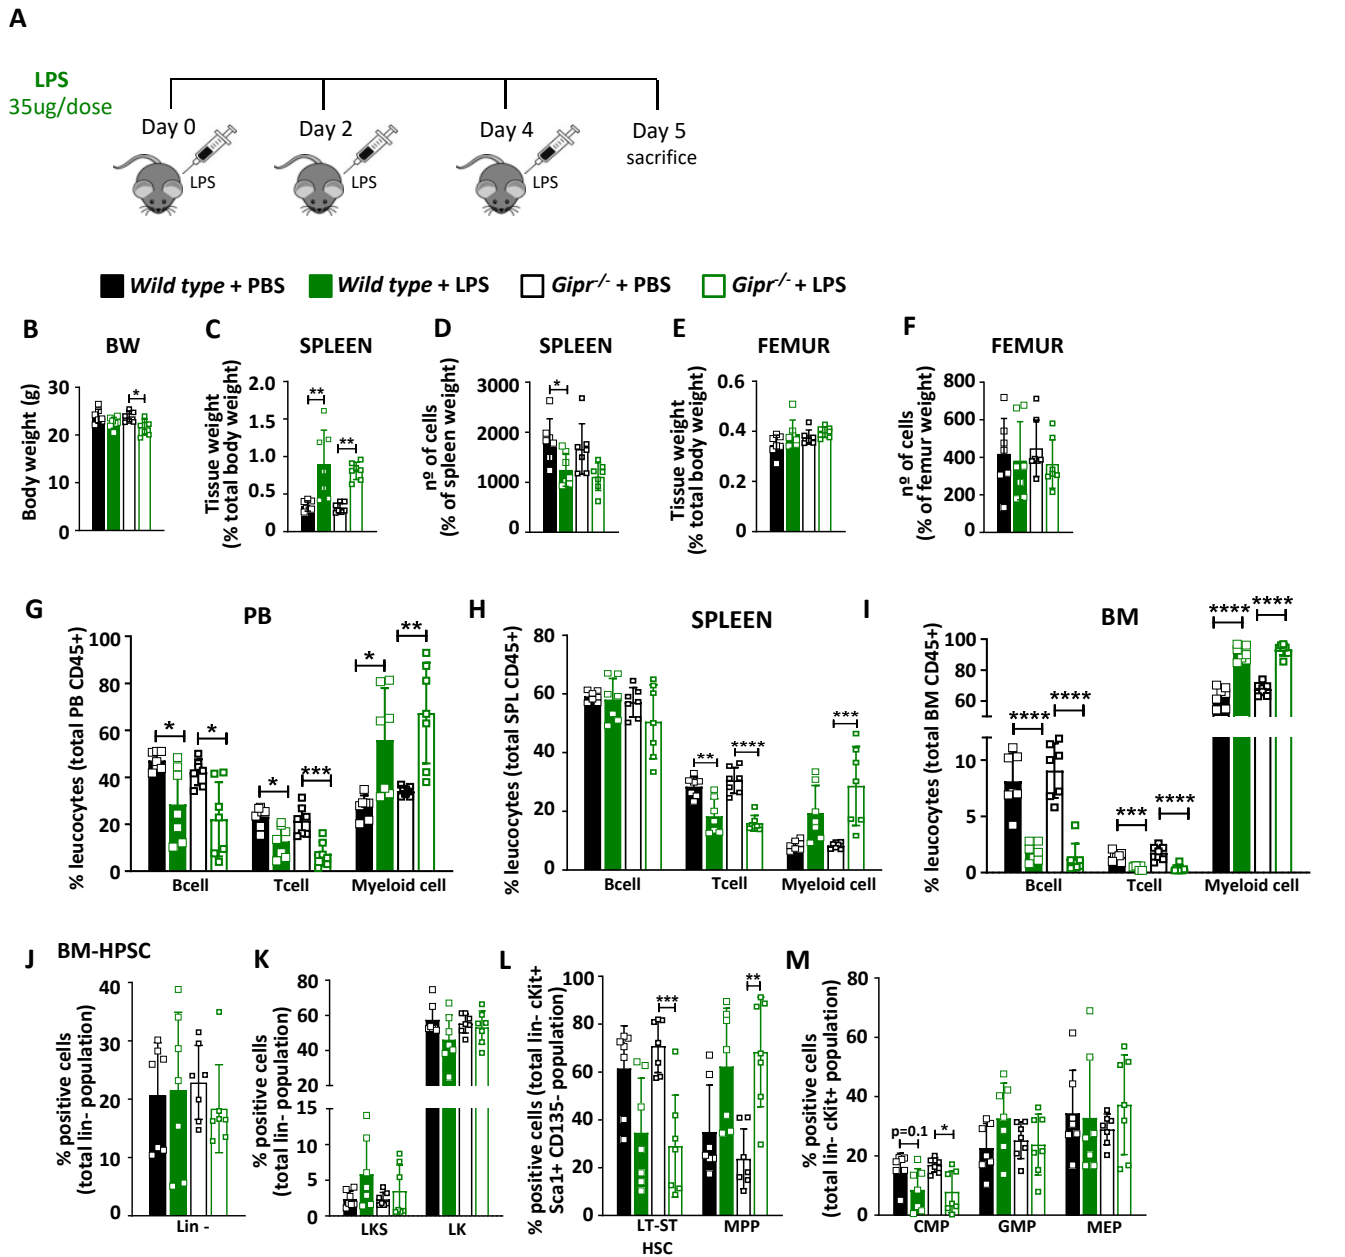 A
LPS
35ug/dose
Day 0
Day 2
Day 4
Day 5
sacrifice
LPS
LPS
LPS
Wild type + PBS
Wild type + LPS
Gipr-/- + PBS
Gipr-/- + LPS
B
BW
Body weight (g)
30
20
10
0
*
C
SPLEEN
Tissue weight
(% total body weight)
2.0
1.5
1.0
0.5
0
**
**
D
SPLEEN
nº of cells
(% of spleen weight)
3000
2000
1000
0
*
E
FEMUR
Tissue weight
(% total body weight)
0.6
0.4
0.2
0
F
FEMUR
nº of cells
(% of femur weight)
800
600
400
200
0
G
PB
% leucocytes (total PB CD45+)
100
80
60
40
20
0
*
*
*
***
*
**
Bcell
Tcell
Myeloid cell
H
SPLEEN
% leucocytes (total SPL CD45+)
80
60
40
20
0
**
****
***
Bcell
Tcell
Myeloid cell
I
BM
% leucocytes (total BM CD45+)
100
80
60
10
5
0
****
****
***
****
****
****
Bcell
Tcell
Myeloid cell
J
BM-HPSC
% positive cells
(total lin- population)
40
30
20
10
0
Lin -
K
% positive cells
(total lin- population)
80
60
40
20
15
10
5
0
LKS
LK
L
% positive cells (total lin- cKit+
Sca1+ CD135- population)
100
80
60
40
20
0
***
**
LT-ST
HSC
MPP
M
% positive cells
(total lin- cKit+ population)
80
60
40
20
0
p=0.1
*
CMP
GMP
MEP